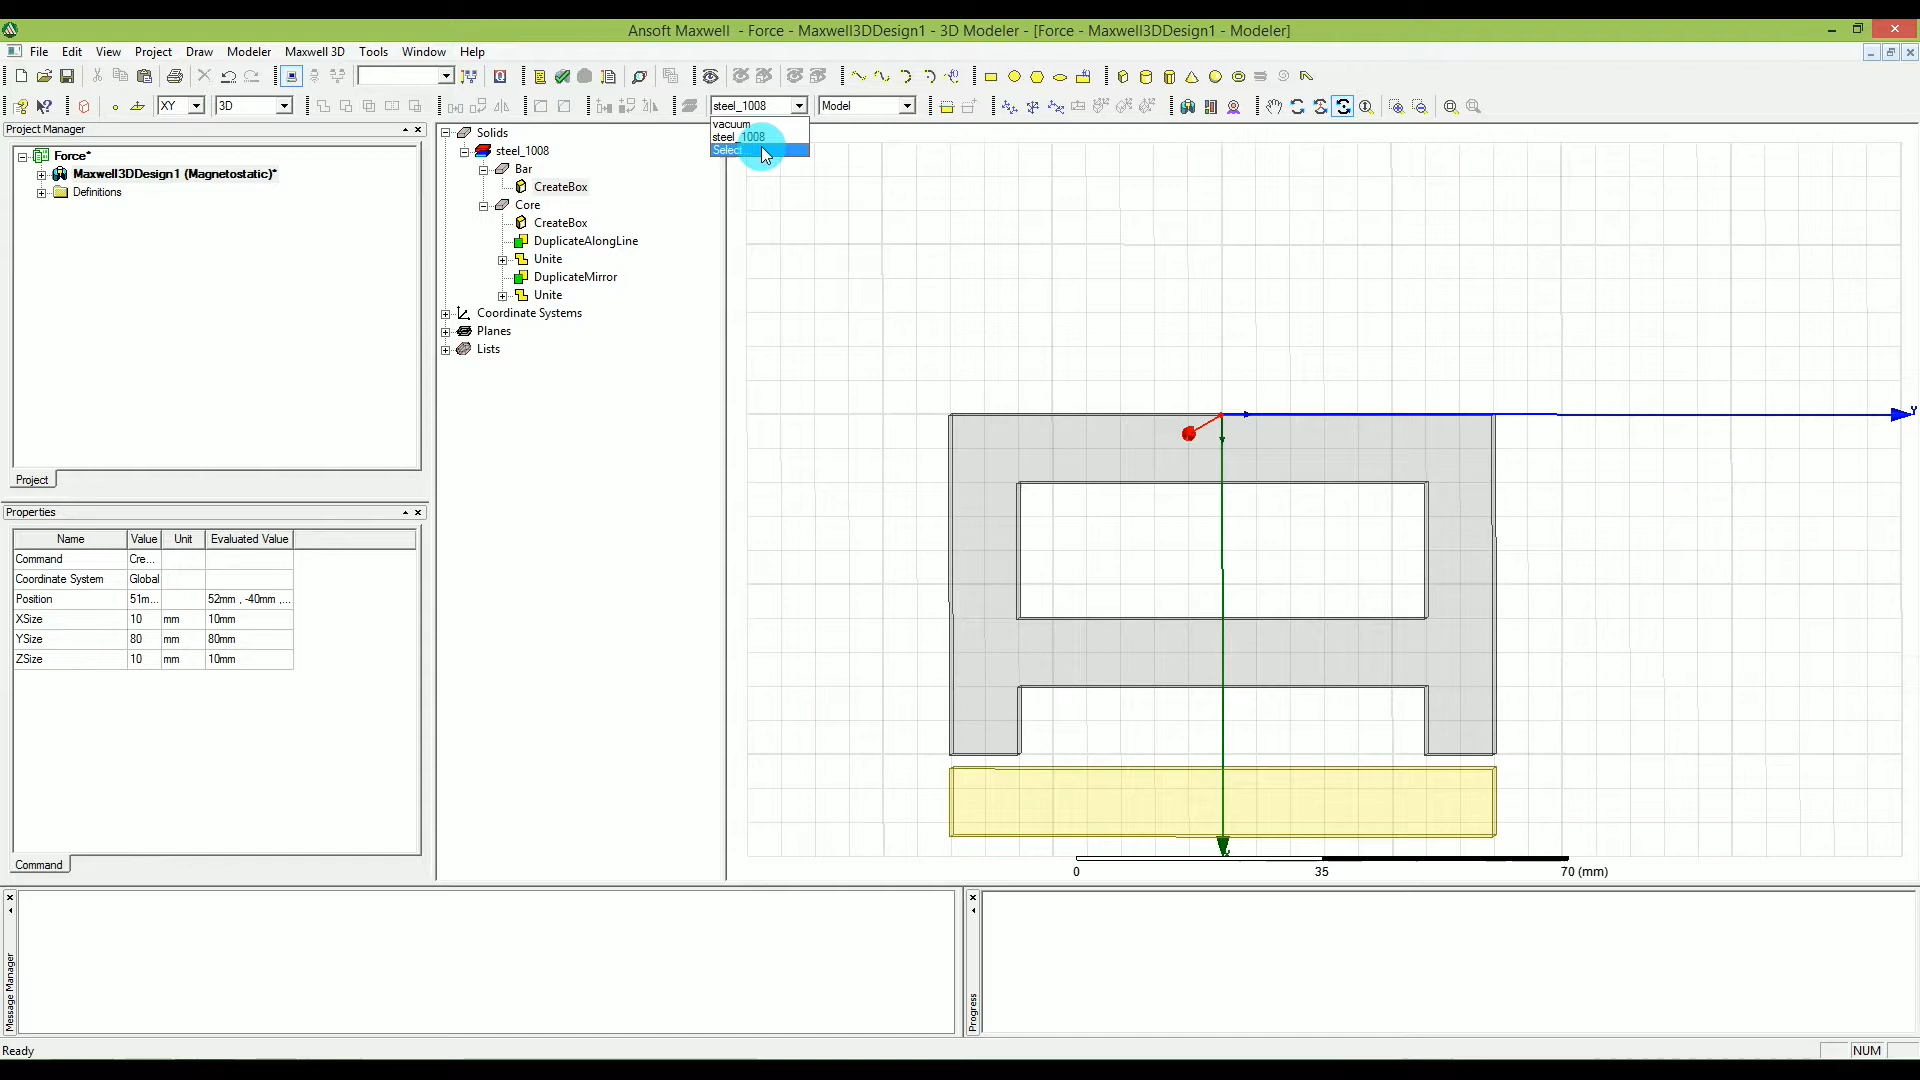 Ansoft Maxwell - Force - Maxwell3DDesign1 - 3D Modeler - [Force - Maxwell3DDesign1 - Modeler]
File Edit View Project Draw Modeler Maxwell 3D Tools Window Help
XY 3D steel_1008 Model
vacuum
steel_1008
Select
Project Manager
Force*
Maxwell3DDesign1 (Magnetostatic)*
Definitions
Project
Solids
steel_1008
Bar
CreateBox
Core
CreateBox
DuplicateAlongLine
Unite
DuplicateMirror
Unite
Coordinate Systems
Planes
Lists
Properties
Name Value Unit Evaluated Value
Command Cre...
Coordinate System Global
Position 51m... 52mm , -40mm ,...
XSize 10 mm 10mm
YSize 80 mm 80mm
ZSize 10 mm 10mm
Command
Y
0 35 70 (mm)
Message Manager
Progress
Ready
NUM